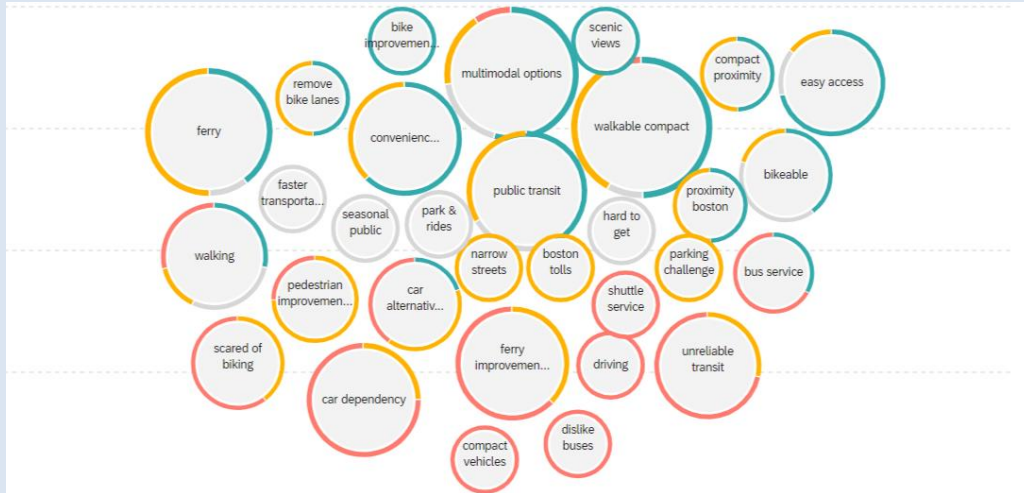 bike
improvemen...
multimodal options
scenic
views
compact
proximity
easy access
remove
bike lanes
ferry
convenienc...
walkable compact
public transit
bikeable
faster
transporta...
seasonal
public
park &
rides
hard to
get
proximity
boston
walking
narrow
streets
boston
tolls
parking
challenge
bus service
pedestrian
improvemen...
car
alternativ...
shuttle
service
scared of
biking
ferry
improvemen...
driving
unreliable
transit
car dependency
dislike
buses
compact
vehicles